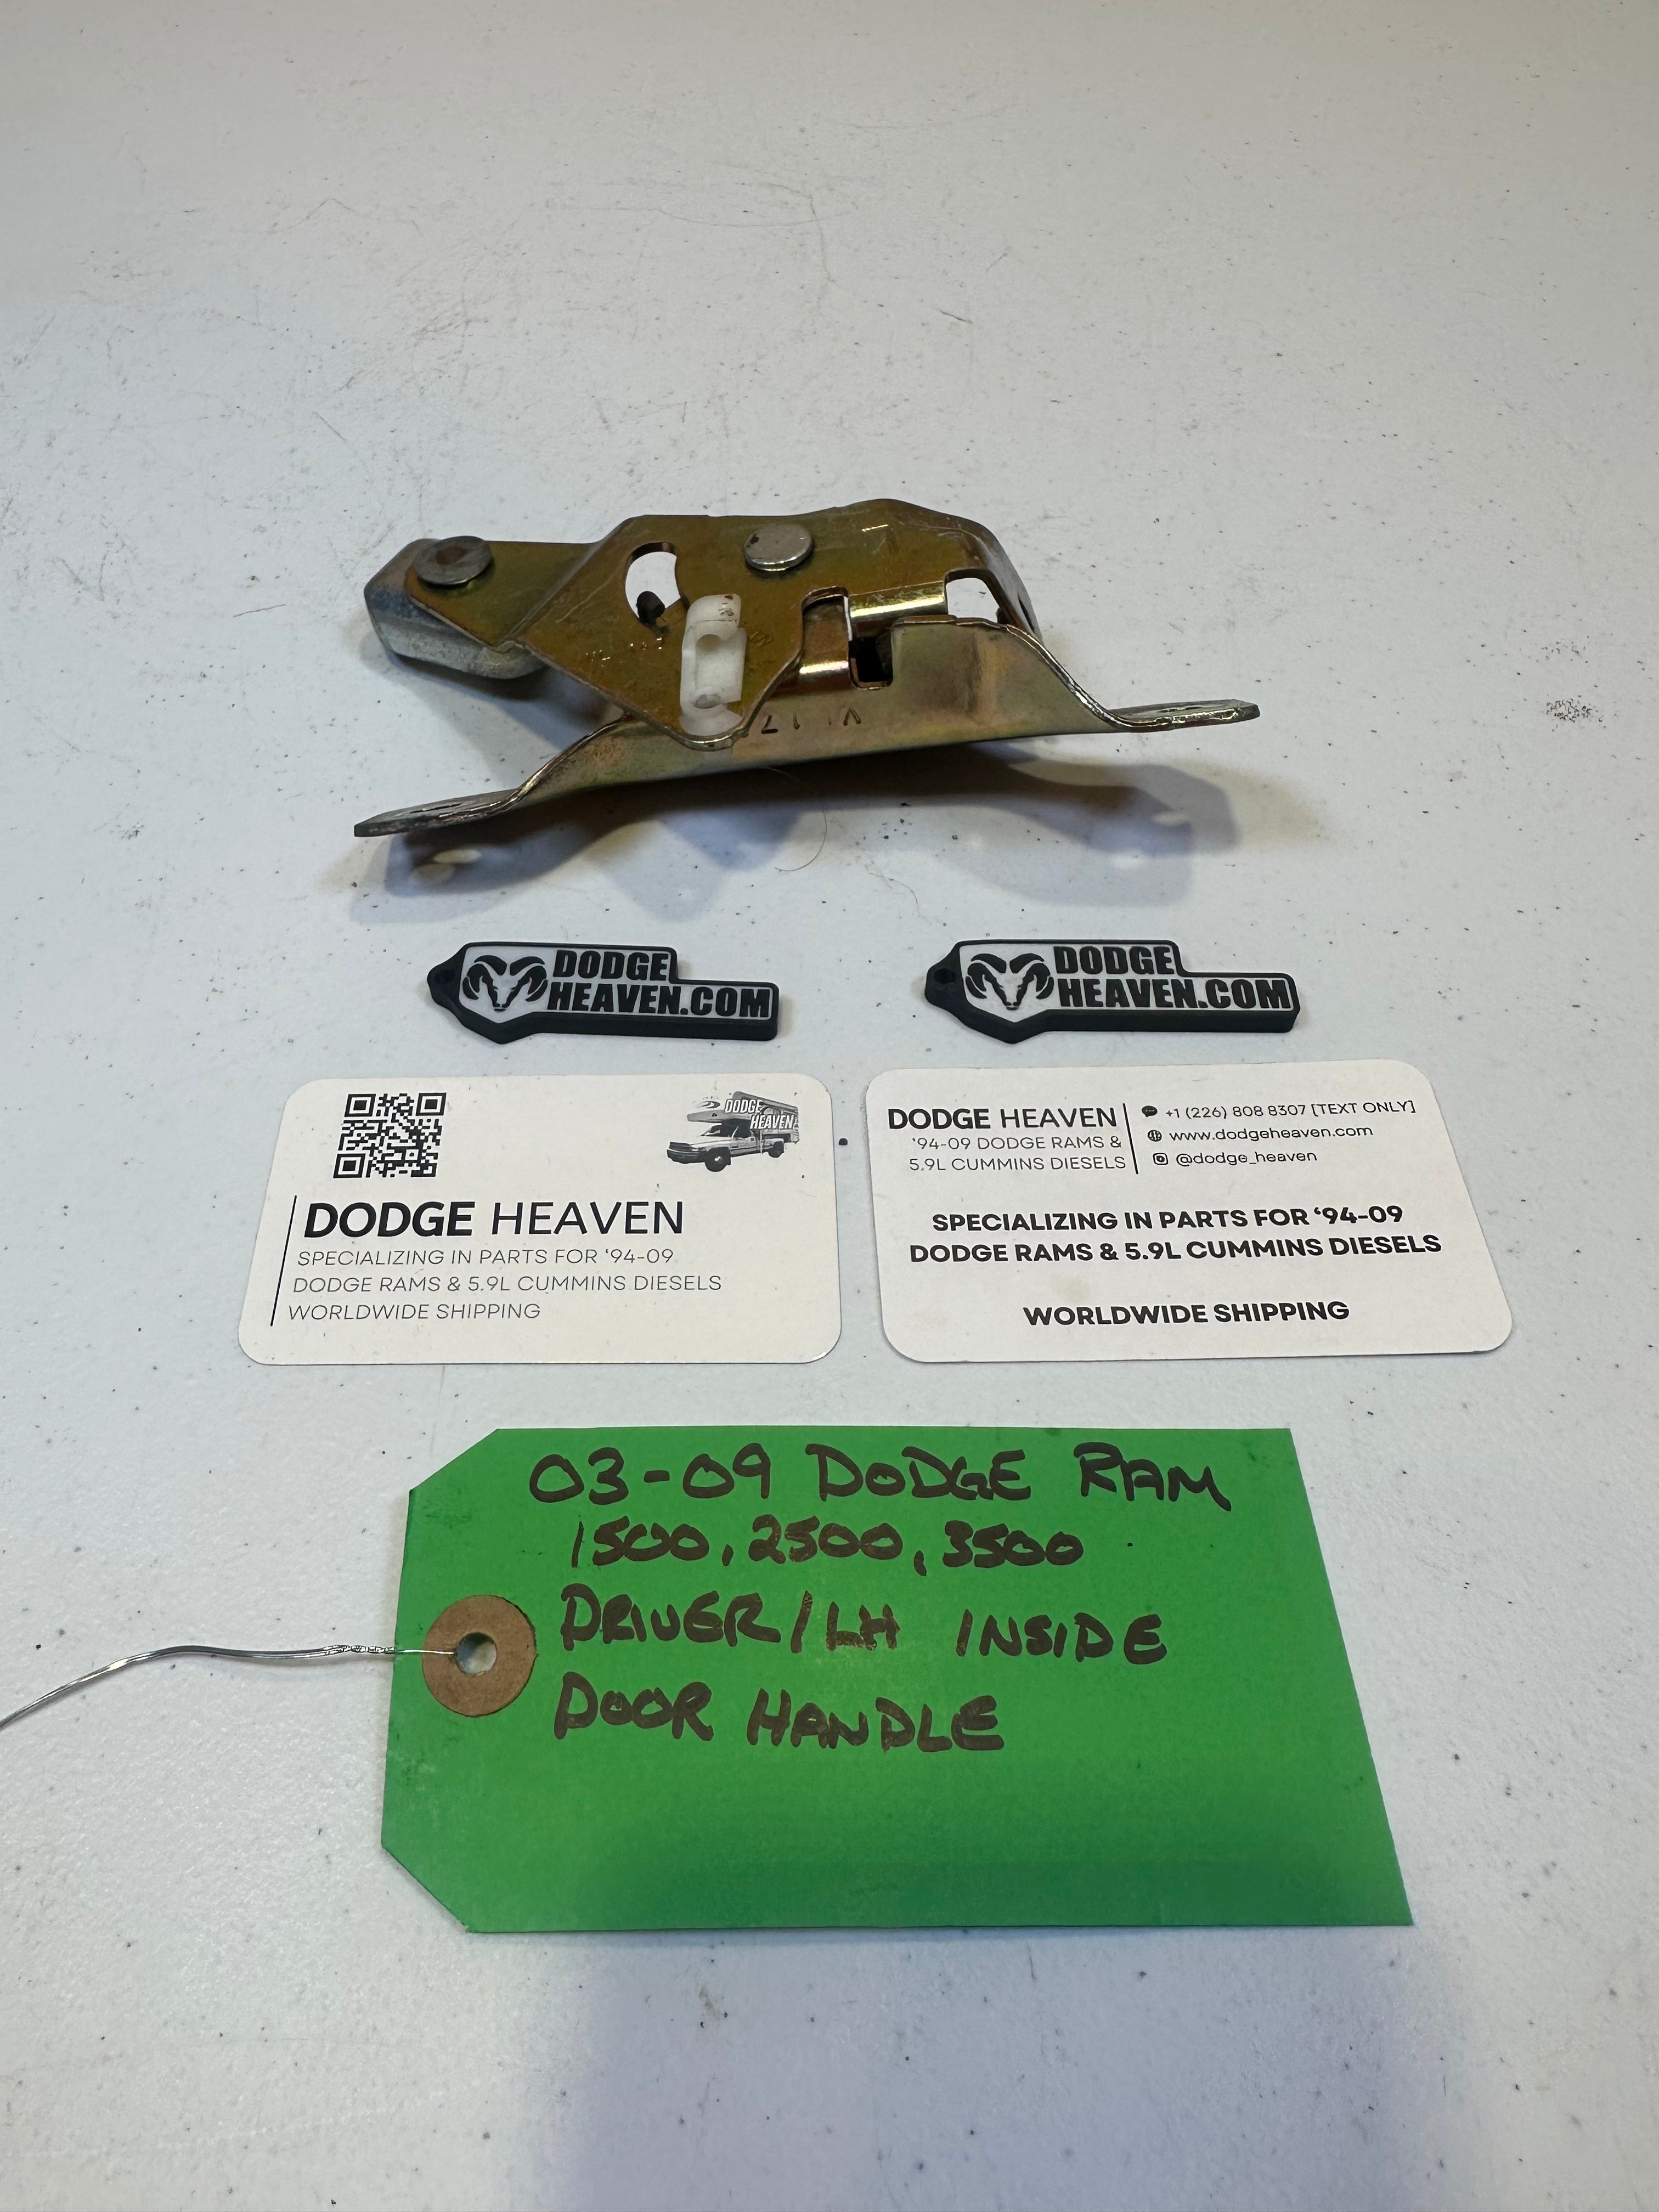 DODGE
HEAVEN.COM
DODGE
HEAVEN.COM
DODGE
HEAVEN
DODGE HEAVEN
SPECIALIZING IN PARTS FOR ‘94-09
DODGE RAMS & 5.9L CUMMINS DIESELS
WORLDWIDE SHIPPING
DODGE HEAVEN
‘94-09 DODGE RAMS &
5.9L CUMMINS DIESELS
+1 (226) 808 8307 [TEXT ONLY]
www.dodgeheaven.com
@dodge_heaven
SPECIALIZING IN PARTS FOR ‘94-09
DODGE RAMS & 5.9L CUMMINS DIESELS
WORLDWIDE SHIPPING
03-09 DODGE RAM
1500, 2500, 3500
DRIVER/LH INSIDE
DOOR HANDLE